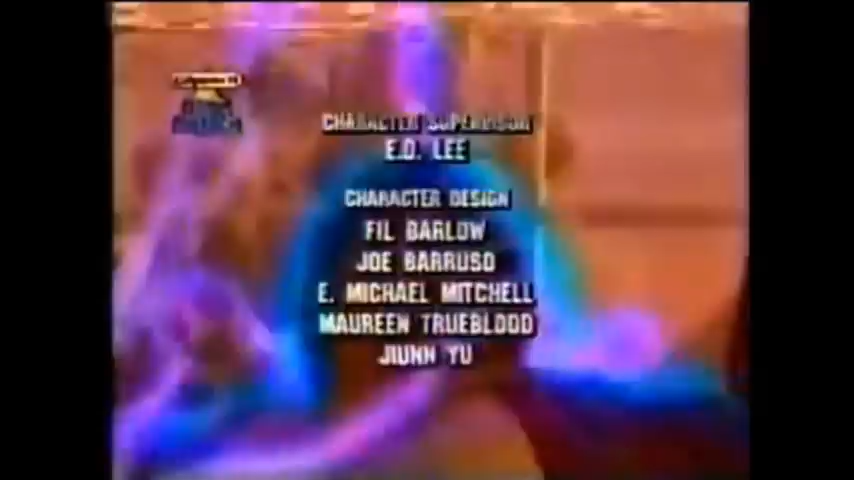 CHARACTER SUPERVISOR
E.D. LEE
CHARACTER DESIGN
FIL BARLOW
JOE BARRUSO
E. MICHAEL MITCHELL
MAUREEN TRUEBLOOD
JIUNN YU